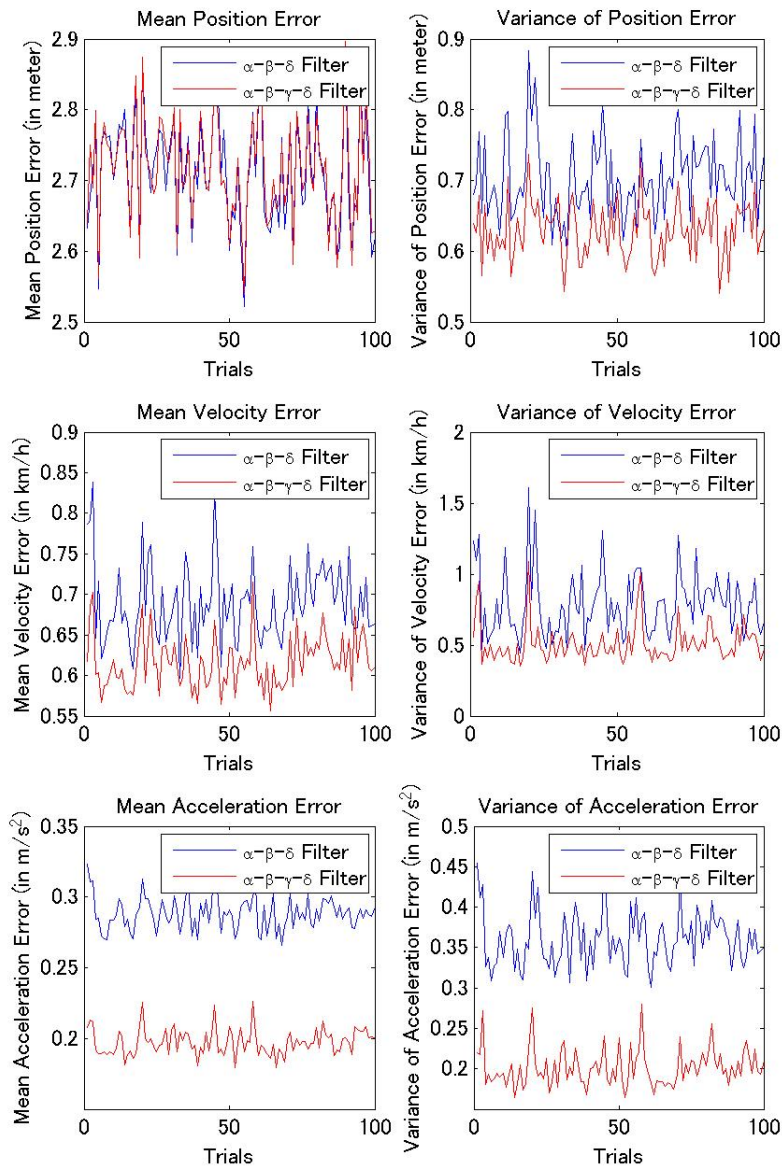 Mean Position Error
Mean Position Error (in meter)
2.9
2.8
2.7
2.6
2.5
α-β-δ Filter
α-β-γ-δ Filter
0
50
100
Trials
Variance of Position Error
Variance of Position Error (in meter)
0.9
0.8
0.7
0.6
0.5
α-β-δ Filter
α-β-γ-δ Filter
0
50
100
Trials
Mean Velocity Error
Mean Velocity Error (in km/h)
0.9
0.85
0.8
0.75
0.7
0.65
0.6
0.55
α-β-δ Filter
α-β-γ-δ Filter
0
50
100
Trials
Variance of Velocity Error
Variance of Velocity Error (in km/h)
2
1.5
1
0.5
0
α-β-δ Filter
α-β-γ-δ Filter
0
50
100
Trials
Mean Acceleration Error
Mean Acceleration Error (in m/s²)
0.35
0.3
0.25
0.2
α-β-δ Filter
α-β-γ-δ Filter
0
50
100
Trials
Variance of Acceleration Error
Variance of Acceleration Error (in m/s²)
0.5
0.45
0.4
0.35
0.3
0.25
0.2
α-β-δ Filter
α-β-γ-δ Filter
0
50
100
Trials